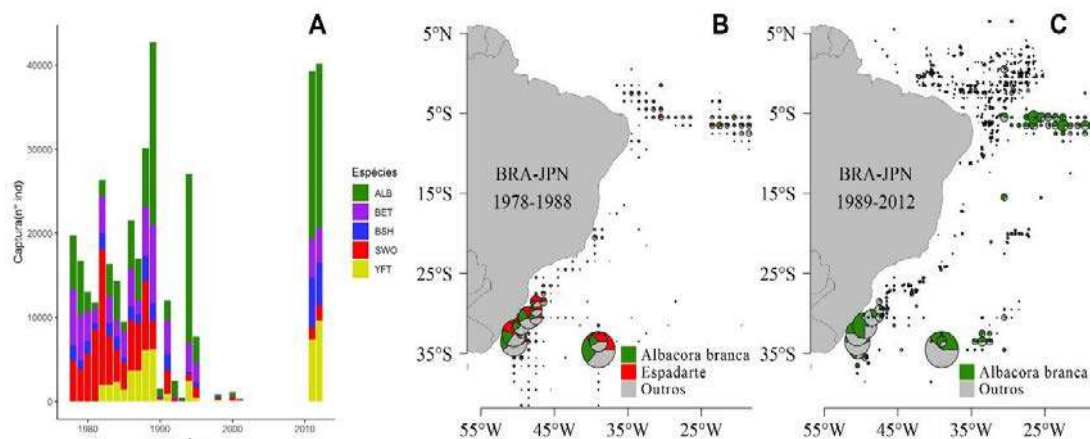 A
Captura(n° ind)
40000
30000
20000
10000
0
1980
1990
2000
2010
Espécies
ALB
BET
BSH
SWO
YFT
B
5°N
5°S
15°S
25°S
35°S
BRA-JPN
1978-1988
Albacora branca
Espadarte
Outros
55°W
45°W
35°W
25°W
C
5°N
5°S
15°S
25°S
35°S
BRA-JPN
1989-2012
Albacora branca
Outros
55°W
45°W
35°W
25°W